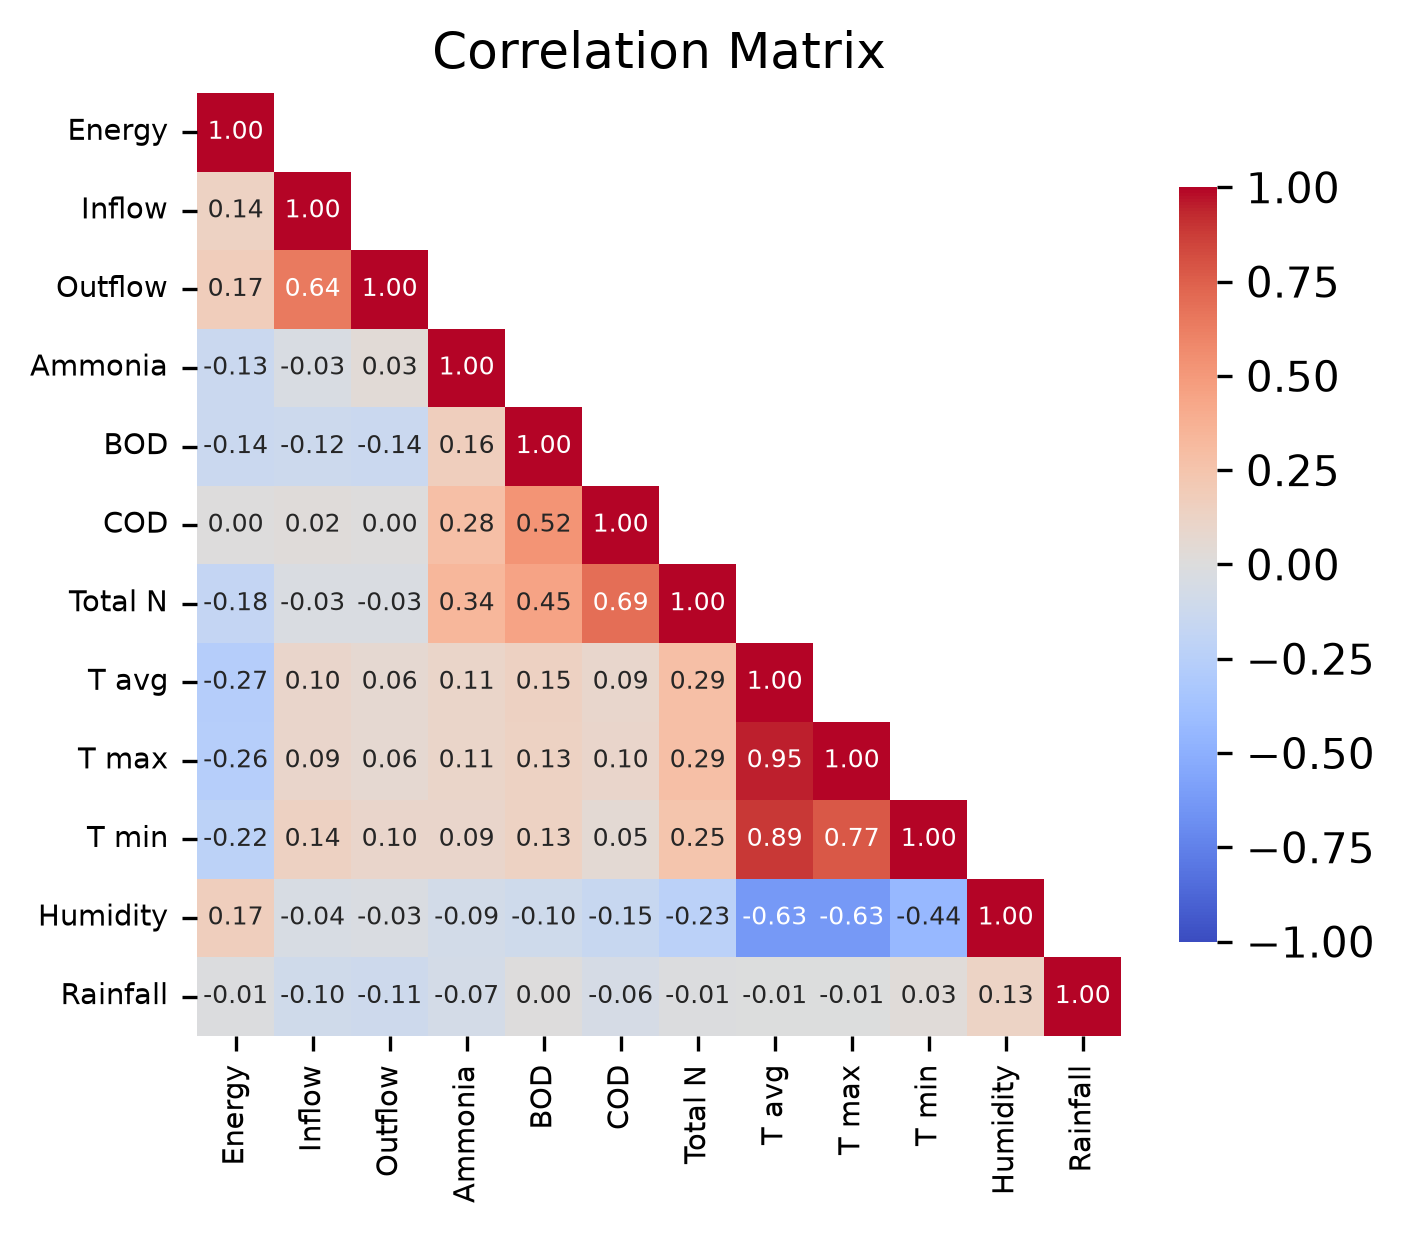 Correlation Matrix
Energy 1.00
Inflow 0.14 1.00
Outflow 0.17 0.64 1.00
Ammonia -0.13 -0.03 0.03 1.00
BOD -0.14 -0.12 -0.14 0.16 1.00
COD 0.00 0.02 0.00 0.28 0.52 1.00
Total N -0.18 -0.03 -0.03 0.34 0.45 0.69 1.00
T avg -0.27 0.10 0.06 0.11 0.15 0.09 0.29 1.00
T max -0.26 0.09 0.06 0.11 0.13 0.10 0.29 0.95 1.00
T min -0.22 0.14 0.10 0.09 0.13 0.05 0.25 0.89 0.77 1.00
Humidity 0.17 -0.04 -0.03 -0.09 -0.10 -0.15 -0.23 -0.63 -0.63 -0.44 1.00
Rainfall -0.01 -0.10 -0.11 -0.07 0.00 -0.06 -0.01 -0.01 -0.01 0.03 0.13 1.00
Energy Inflow Outflow Ammonia BOD COD Total N T avg T max T min Humidity Rainfall
1.00
0.75
0.50
0.25
0.00
−0.25
−0.50
−0.75
−1.00